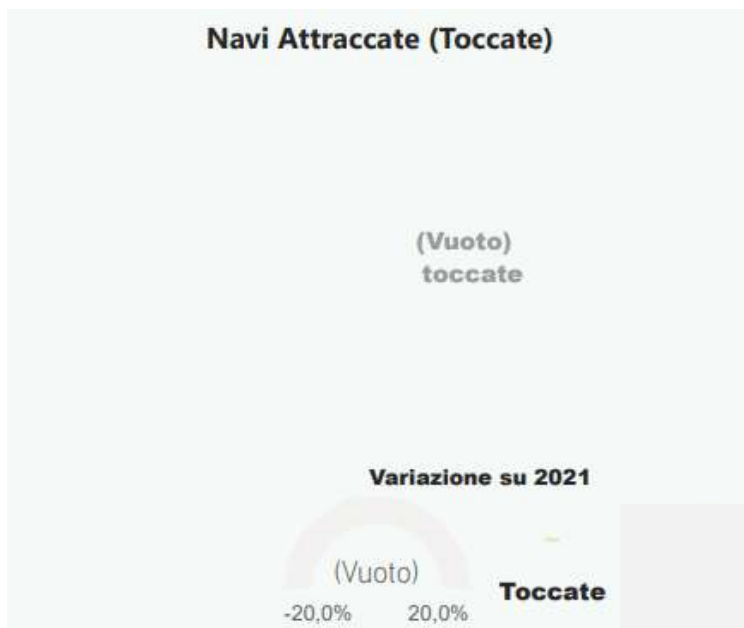 Navi Attraccate (Toccate)
(Vuoto)
toccate
Variazione su 2021
(Vuoto)
-20,0% 20,0%
Toccate